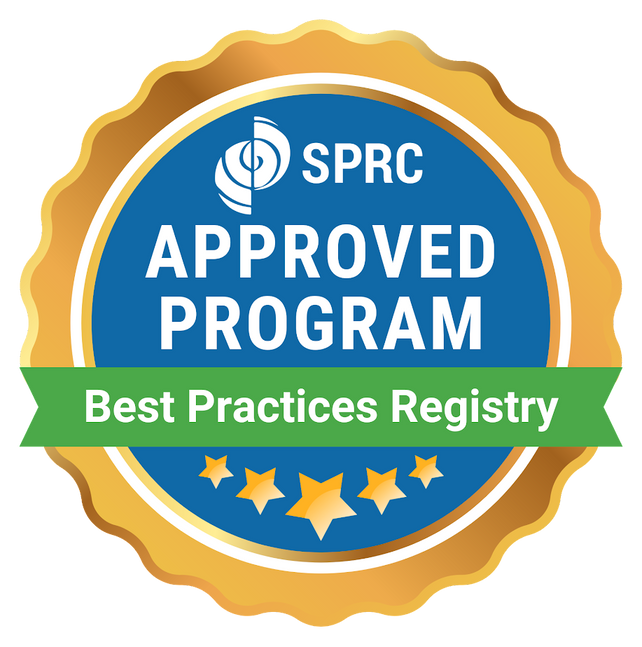 SPRC
APPROVED
PROGRAM
Best Practices Registry